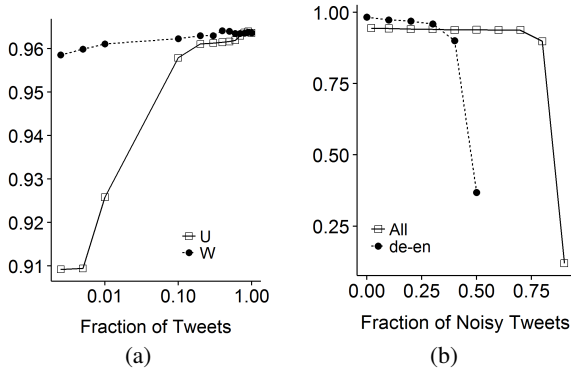 0.96
0.95
0.94
0.93
0.92
0.91
0.01 0.10 1.00
U
W
Fraction of Tweets
(a)
1.00
0.75
0.50
0.25
0.00 0.25 0.50 0.75
All
de-en
Fraction of Noisy Tweets
(b)